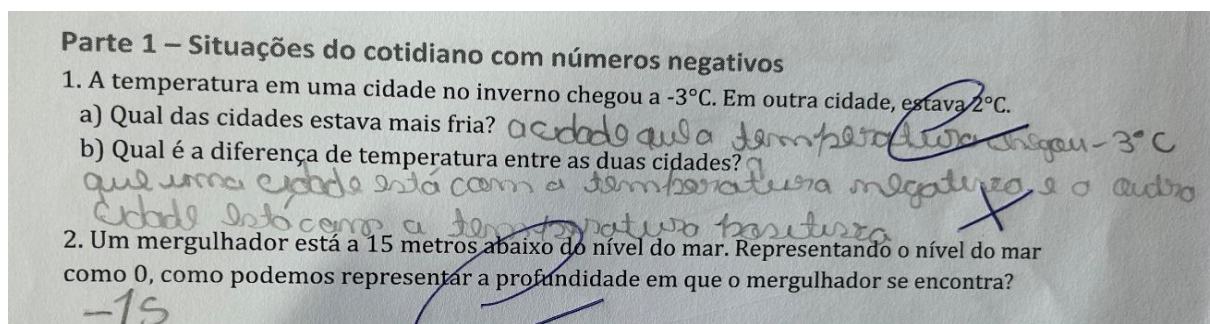 Parte 1 – Situações do cotidiano com números negativos
1. A temperatura em uma cidade no inverno chegou a -3°C. Em outra cidade, estava 2°C.
a) Qual das cidades estava mais fria? a cidade que a temperatura chegou -3°C
b) Qual é a diferença de temperatura entre as duas cidades? a
que uma cidade está com a temperatura negativa e a outra
cidade está com a temperatura positiva
2. Um mergulhador está a 15 metros abaixo do nível do mar. Representando o nível do mar
como 0, como podemos representar a profundidade em que o mergulhador se encontra?
-15